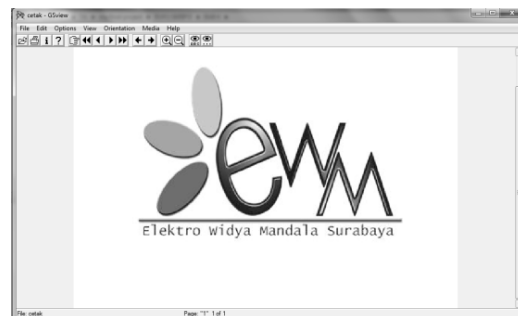 cetak - GSview
File Edit Options View Orientation Media Help
ewm
Elektro Widya Mandala Surabaya
File: cetak Page: "1" 1 of 1